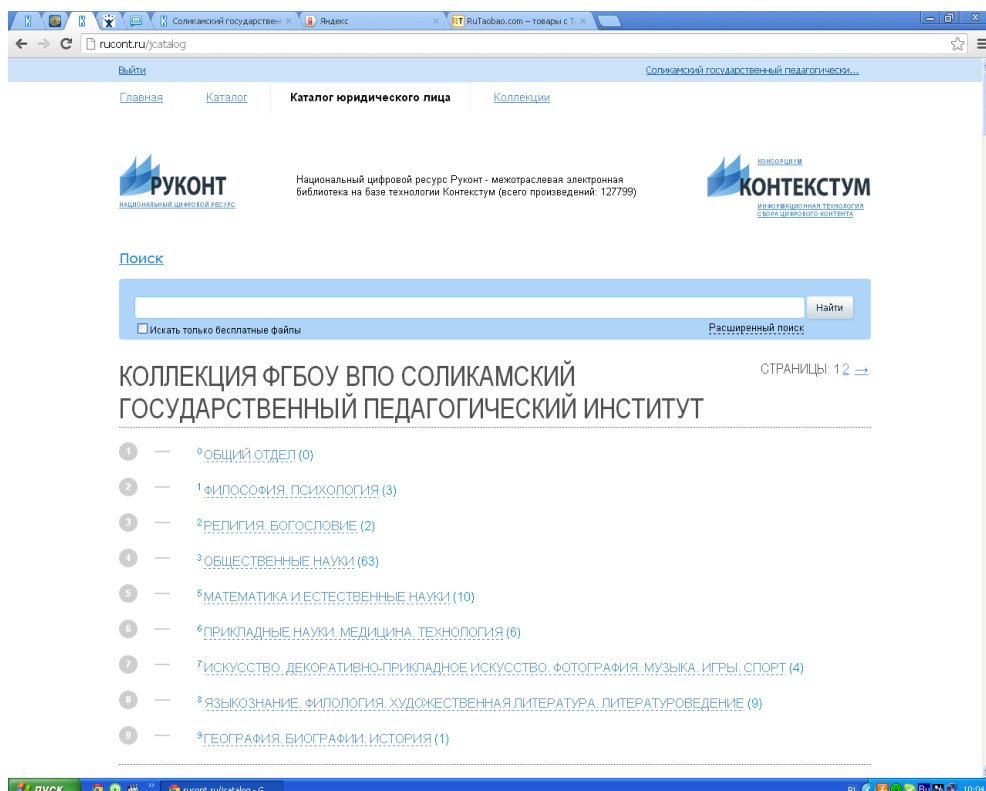 Соликамский государствен
Яндекс
RT RuTaobao.com – товары с Т
rucont.ru/jcatalog
Выйти
Соликамский государственный педагогически...
Главная
Каталог
Каталог юридического лица
Коллекции
РУКОНТ
НАЦИОНАЛЬНЫЙ ЦИФРОВОЙ РЕСУРС
Национальный цифровой ресурс Руконт - межотраслевая электронная
библиотека на базе технологии Контекстум (всего произведений: 127799)
КОНСОРЦИУМ
КОНТЕКСТУМ
ИНФОРМАЦИОННАЯ ТЕХНОЛОГИЯ
СБОРА ЦИФРОВОГО КОНТЕНТА
Поиск
Найти
Искать только бесплатные файлы
Расширенный поиск
КОЛЛЕКЦИЯ ФГБОУ ВПО СОЛИКАМСКИЙ
ГОСУДАРСТВЕННЫЙ ПЕДАГОГИЧЕСКИЙ ИНСТИТУТ
СТРАНИЦЫ: 1 2 →
1 — 0 ОБЩИЙ ОТДЕЛ (0)
2 — 1 ФИЛОСОФИЯ. ПСИХОЛОГИЯ (3)
3 — 2 РЕЛИГИЯ. БОГОСЛОВИЕ (2)
4 — 3 ОБЩЕСТВЕННЫЕ НАУКИ (63)
5 — 5 МАТЕМАТИКА И ЕСТЕСТВЕННЫЕ НАУКИ (10)
6 — 6 ПРИКЛАДНЫЕ НАУКИ. МЕДИЦИНА. ТЕХНОЛОГИЯ (6)
7 — 7 ИСКУССТВО. ДЕКОРАТИВНО-ПРИКЛАДНОЕ ИСКУССТВО. ФОТОГРАФИЯ. МУЗЫКА. ИГРЫ. СПОРТ (4)
8 — 8 ЯЗЫКОЗНАНИЕ. ФИЛОЛОГИЯ. ХУДОЖЕСТВЕННАЯ ЛИТЕРАТУРА. ЛИТЕРАТУРОВЕДЕНИЕ (9)
9 — 9 ГЕОГРАФИЯ. БИОГРАФИИ. ИСТОРИЯ (1)
пуск
rucont.ru/jcatalog - G
10:04